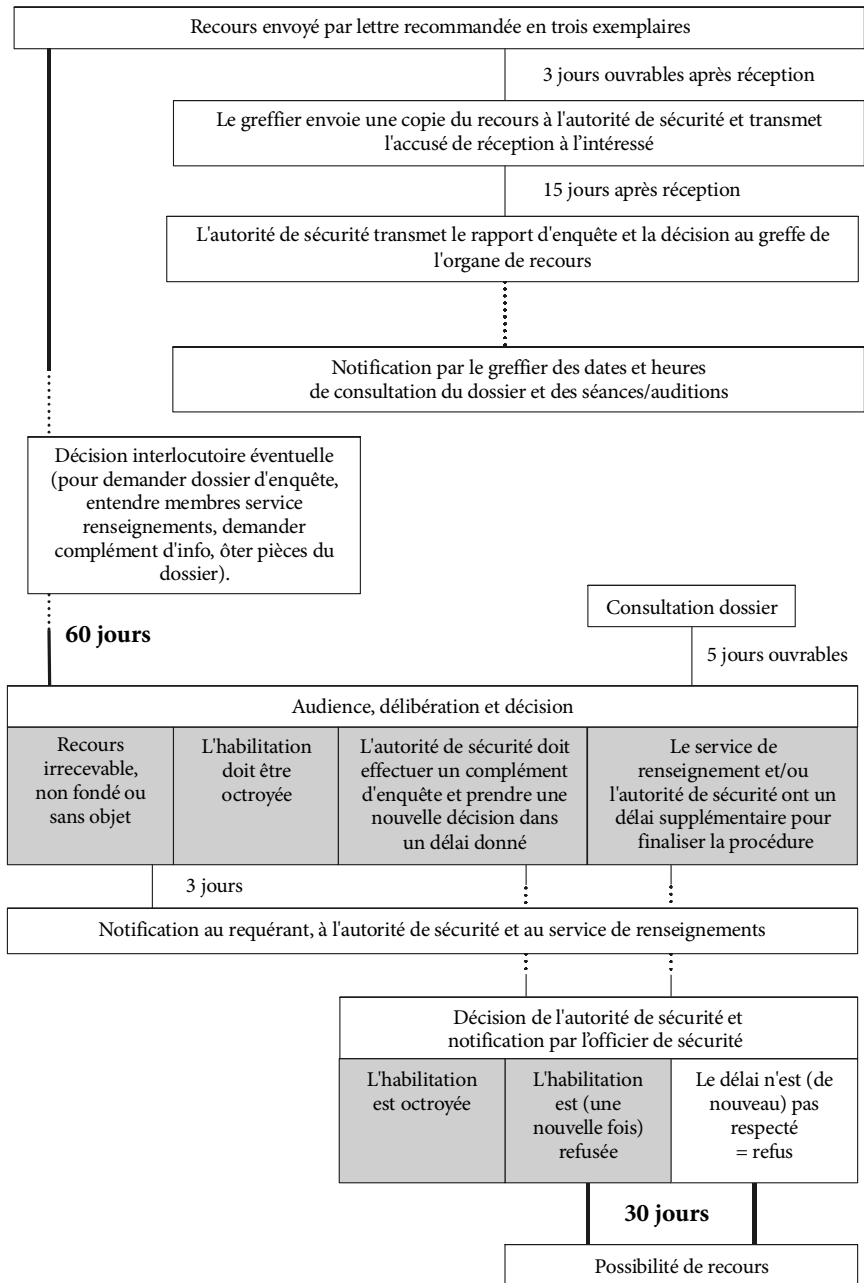 Recours envoyé par lettre recommandée en trois exemplaires
3 jours ouvrables après réception
Le greffier envoie une copie du recours à l'autorité de sécurité et transmet
l'accusé de réception à l'intéressé
15 jours après réception
L'autorité de sécurité transmet le rapport d'enquête et la décision au greffe de
l'organe de recours
Notification par le greffier des dates et heures
de consultation du dossier et des séances/auditions
Décision interlocutoire éventuelle
(pour demander dossier d'enquête,
entendre membres service
renseignements, demander
complément d'info, ôter pièces du
dossier).
Consultation dossier
60 jours
5 jours ouvrables
Audience, délibération et décision
Recours
irrecevable,
non fondé ou
sans objet
L'habilitation
doit être
octroyée
L'autorité de sécurité doit
effectuer un complément
d'enquête et prendre une
nouvelle décision dans
un délai donné
Le service de
renseignement et/ou
l'autorité de sécurité ont un
délai supplémentaire pour
finaliser la procédure
3 jours
Notification au requérant, à l'autorité de sécurité et au service de renseignements
Décision de l'autorité de sécurité et
notification par l'officier de sécurité
L'habilitation
est octroyée
L'habilitation
est (une
nouvelle fois)
refusée
Le délai n'est (de
nouveau) pas
respecté
= refus
30 jours
Possibilité de recours